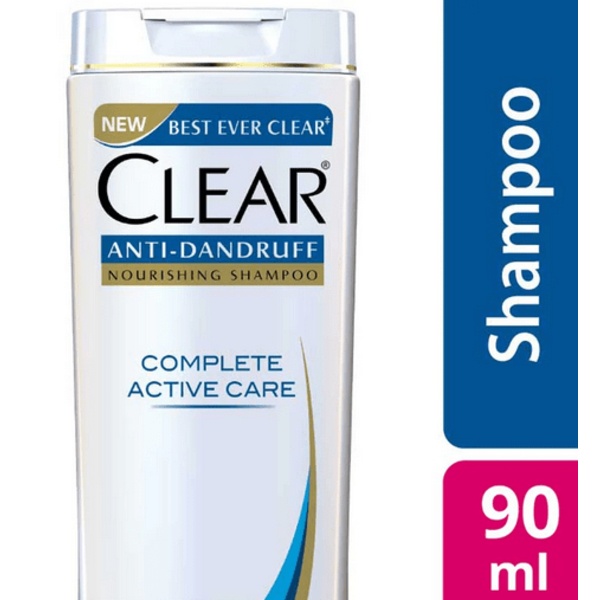 NEW BEST EVER CLEAR‡
CLEAR®
ANTI-DANDRUFF
NOURISHING SHAMPOO
COMPLETE
ACTIVE CARE
Shampoo
90
ml